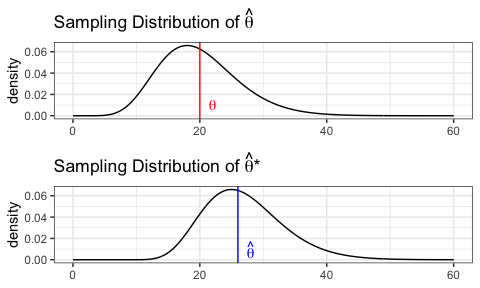 Sampling Distribution of θ̂
density
0.06
0.04
0.02
0.00
θ
0 20 40 60
Sampling Distribution of θ̂*
density
0.06
0.04
0.02
0.00
θ̂
0 20 40 60